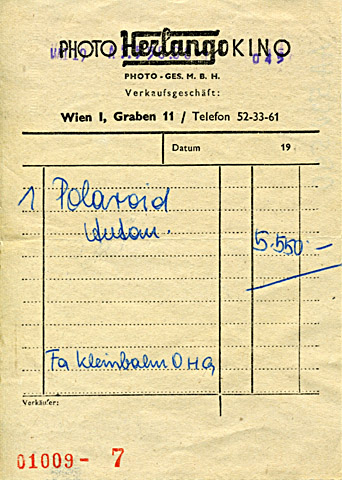 PHOTO Herlango KINO
PHOTO-GES. M. B. H.
Verkaufsgeschäft:
Wien I, Graben 11 / Telefon 52-33-61
Datum 19
1 Polaroid
5.550.-
Fa Kleinbahn OHG
Verkäufer:
01009- 7